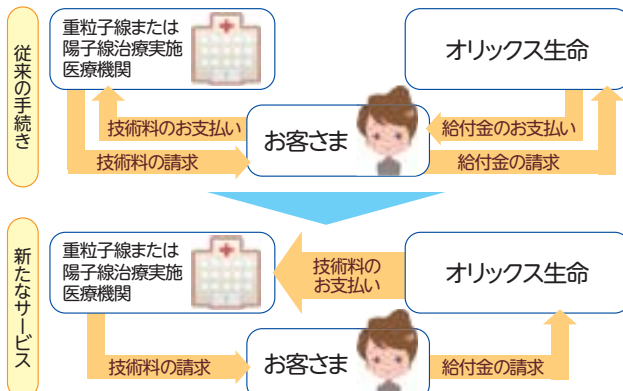 従来の手続き
重粒子線または
陽子線治療実施
医療機関
オリックス生命
技術料のお支払い
お客さま
給付金のお支払い
技術料の請求
給付金の請求
新たなサービス
重粒子線または
陽子線治療実施
医療機関
技術料の
お支払い
オリックス生命
技術料の請求
お客さま
給付金の請求